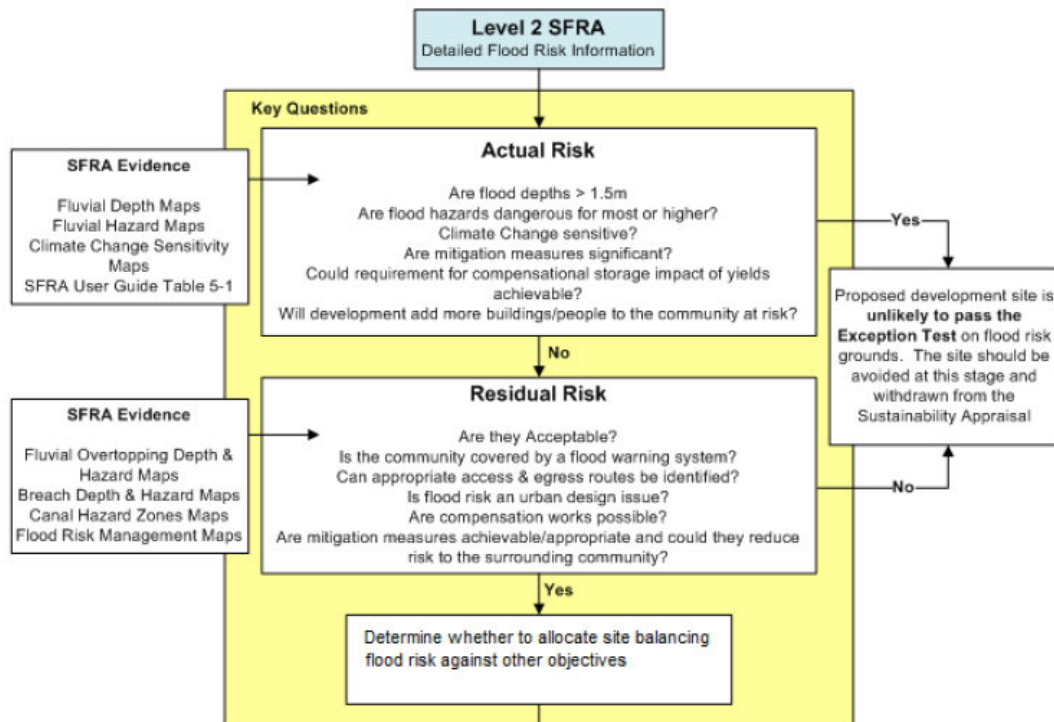 Level 2 SFRA
Detailed Flood Risk Information
Key Questions
Actual Risk
Are flood depths > 1.5m
Are flood hazards dangerous for most or higher?
Climate Change sensitive?
Are mitigation measures significant?
Could requirement for compensational storage impact of yields
achievable?
Will development add more buildings/people to the community at risk?
SFRA Evidence
Fluvial Depth Maps
Fluvial Hazard Maps
Climate Change Sensitivity
Maps
SFRA User Guide Table 5-1
Yes
Proposed development site is
unlikely to pass the
Exception Test on flood risk
grounds. The site should be
avoided at this stage and
withdrawn from the
Sustainability Appraisal
No
Residual Risk
Are they Acceptable?
Is the community covered by a flood warning system?
Can appropriate access & egress routes be identified?
Is flood risk an urban design issue?
Are compensation works possible?
Are mitigation measures achievable/appropriate and could they reduce
risk to the surrounding community?
SFRA Evidence
Fluvial Overtopping Depth &
Hazard Maps
Breach Depth & Hazard Maps
Canal Hazard Zones Maps
Flood Risk Management Maps
No
Yes
Determine whether to allocate site balancing
flood risk against other objectives